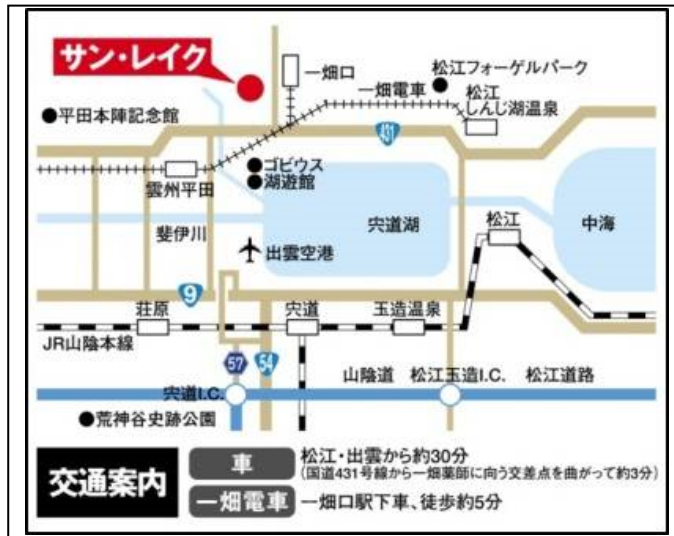 サン・レイク
一畑口
松江フォーゲルパーク
一畑電車
松江
しんじ湖温泉
●平田本陣記念館
431
●ゴビウス
●湖遊館
雲州平田
斐伊川
宍道湖
松江
中海
出雲空港
9
荘原
宍道
玉造温泉
JR山陰本線
57
54
山陰道 松江玉造I.C. 松江道路
宍道I.C.
●荒神谷史跡公園
交通案内
車
松江・出雲から約30分
(国道431号線から一畑薬師に向う交差点を曲がって約3分)
一畑電車
一畑口駅下車、徒歩約5分